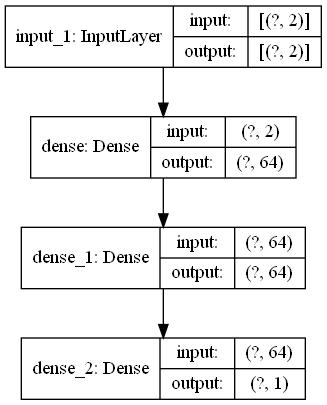 input_1: InputLayer
input: [(?, 2)]
output: [(?, 2)]
dense: Dense
input: (?, 2)
output: (?, 64)
dense_1: Dense
input: (?, 64)
output: (?, 64)
dense_2: Dense
input: (?, 64)
output: (?, 1)